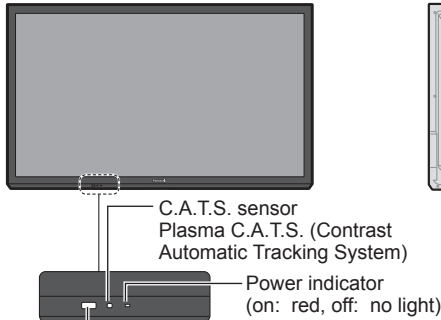 C.A.T.S. sensor
Plasma C.A.T.S. (Contrast
Automatic Tracking System)
Power indicator
(on:  red, off:  no light)